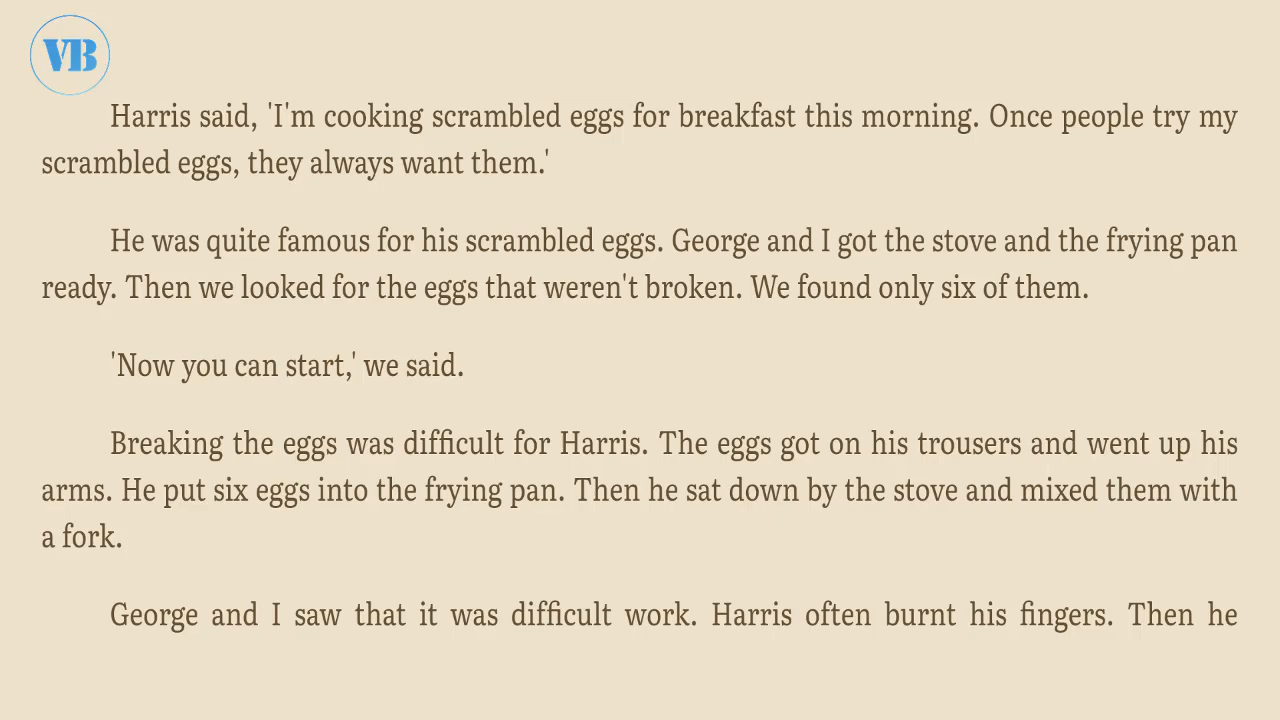 VB
Harris said, 'I'm cooking scrambled eggs for breakfast this morning. Once people try my
scrambled eggs, they always want them.'
He was quite famous for his scrambled eggs. George and I got the stove and the frying pan
ready. Then we looked for the eggs that weren't broken. We found only six of them.
'Now you can start,' we said.
Breaking the eggs was difficult for Harris. The eggs got on his trousers and went up his
arms. He put six eggs into the frying pan. Then he sat down by the stove and mixed them with
a fork.
George and I saw that it was difficult work. Harris often burnt his fingers. Then he